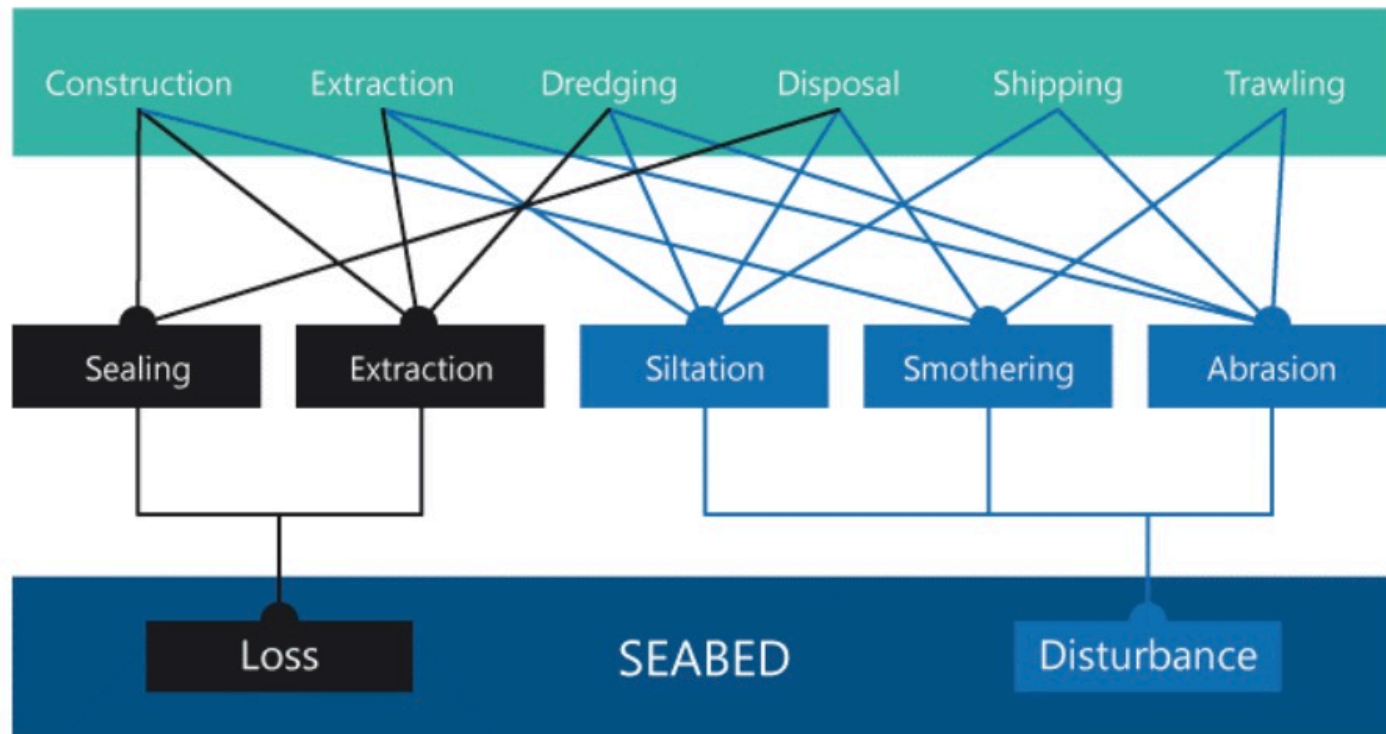 Construction Extraction Dredging Disposal Shipping Trawling
Sealing Extraction Siltation Smothering Abrasion
Loss SEABED Disturbance